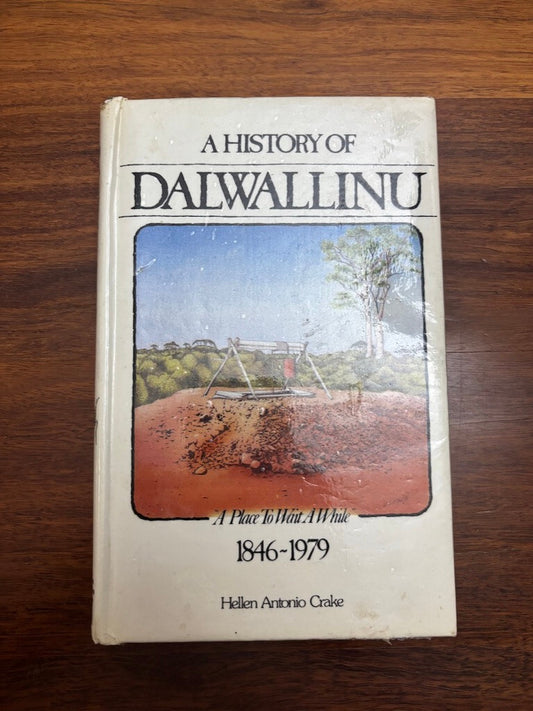 A HISTORY OF
DALWALLINU
"A Place To Wait A While"
1846~1979
Hellen Antonio Crake